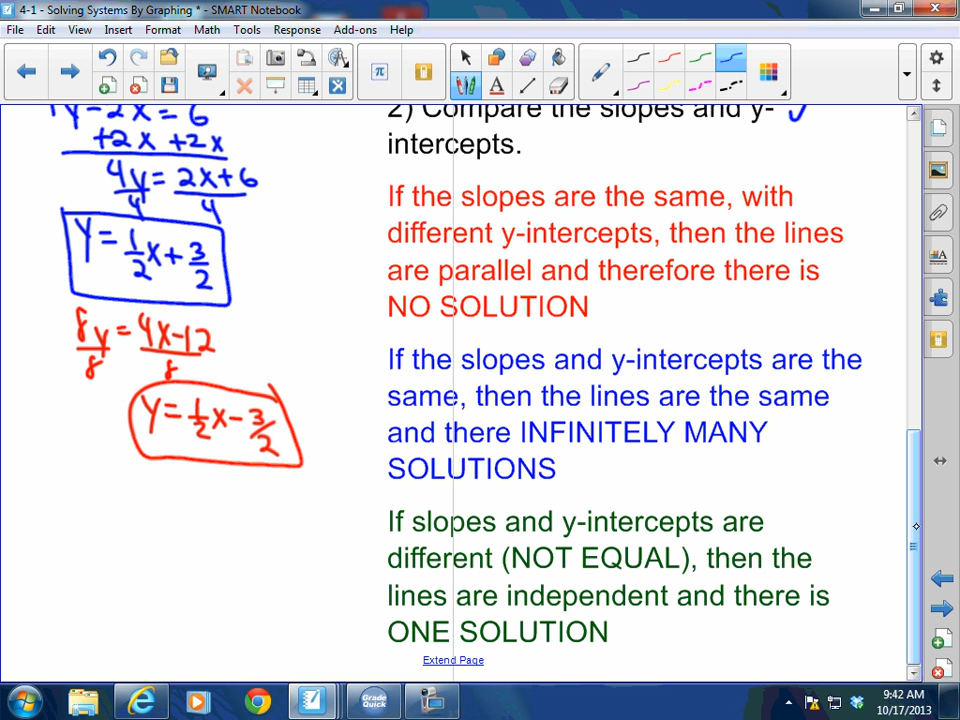 4-1 - Solving Systems By Graphing * - SMART Notebook
File Edit View Insert Format Math Tools Response Add-ons Help
y - 2x = 6
+2x +2x
4y = 2x + 6
4 4
y = 1/2 x + 3/2
8y = 4x - 12
8 8
y = 1/2 x - 3/2
2) Compare the slopes and y-
intercepts.
If the slopes are the same, with
different y-intercepts, then the lines
are parallel and therefore there is
NO SOLUTION
If the slopes and y-intercepts are the
same, then the lines are the same
and there INFINITELY MANY
SOLUTIONS
If slopes and y-intercepts are
different (NOT EQUAL), then the
lines are independent and there is
ONE SOLUTION
Extend Page
Grade
Quick
9:42 AM
10/17/2013